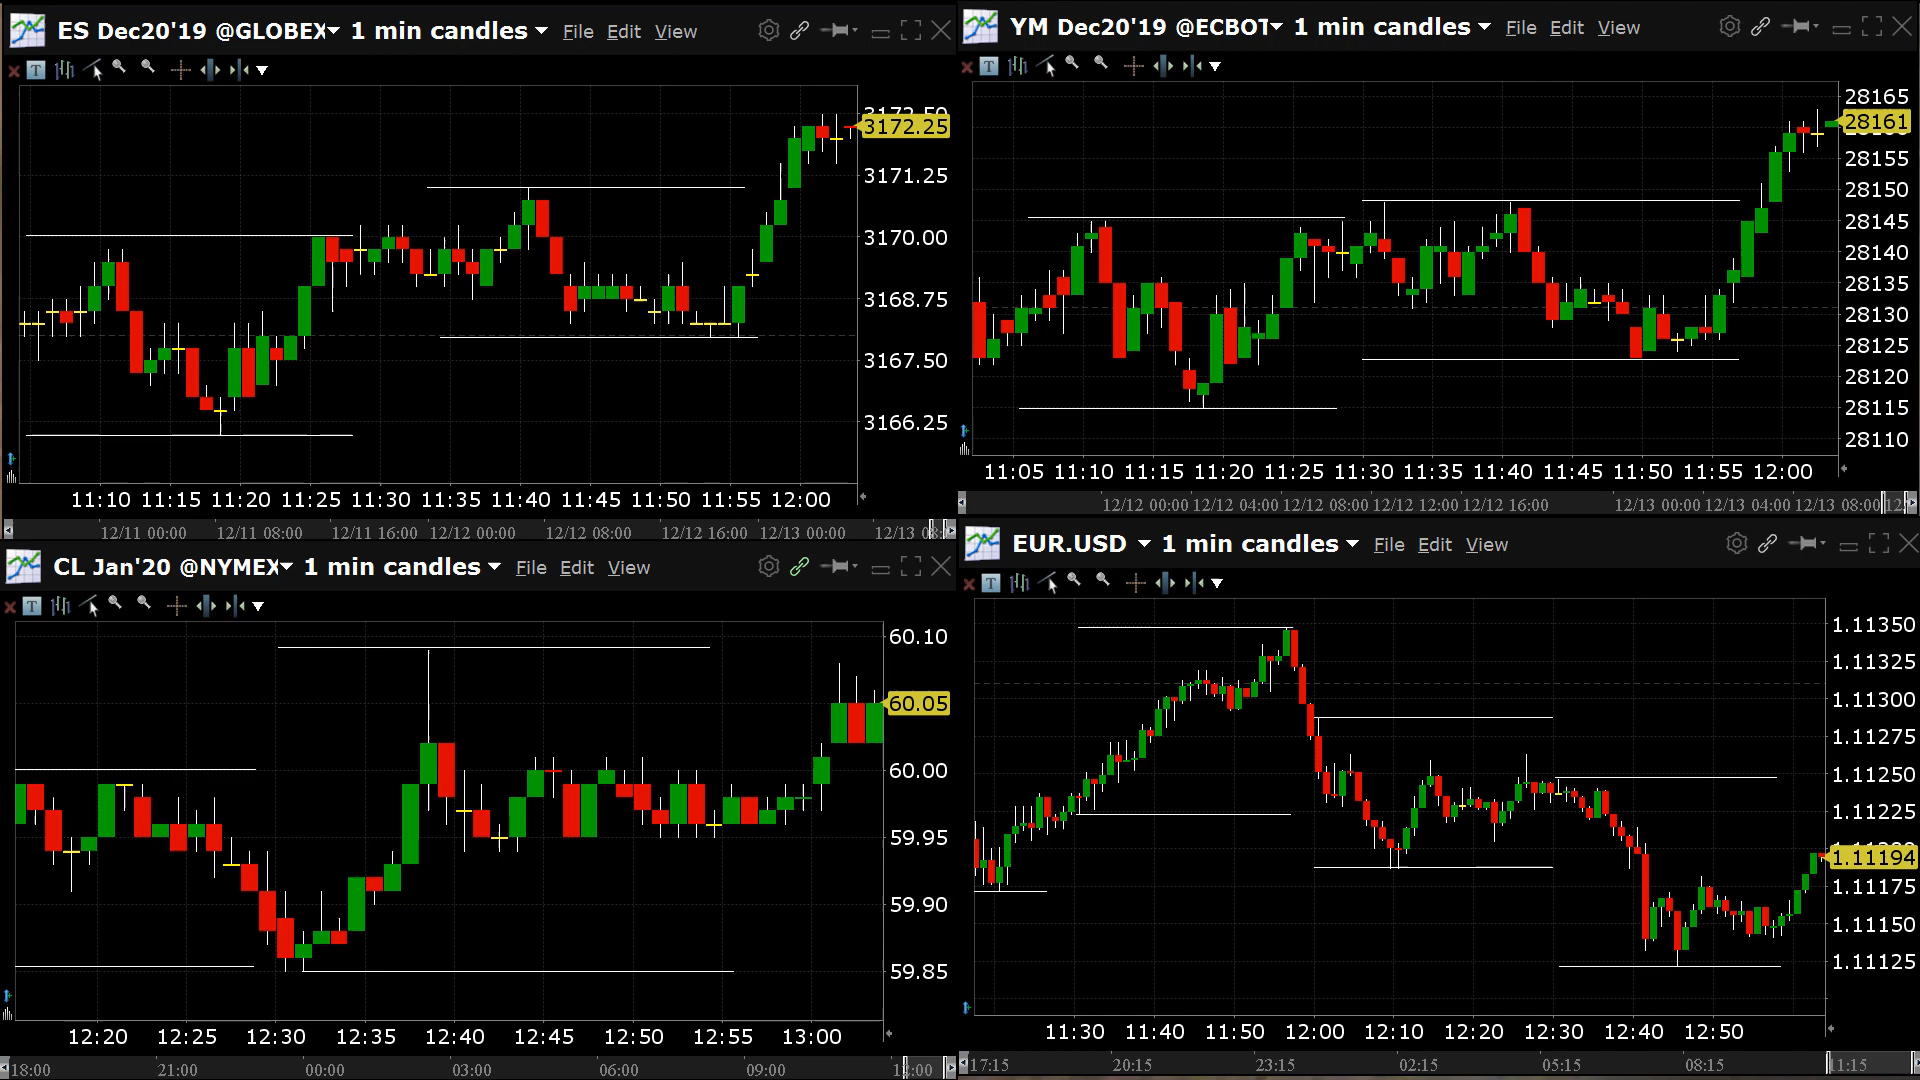 ES Dec20'19 @GLOBEX 1 min candles File Edit View
T
3172.50
3172.25
3171.25
3170.00
3168.75
3167.50
3166.25
11:10 11:15 11:20 11:25 11:30 11:35 11:40 11:45 11:50 11:55 12:00
12/11 00:00 12/11 08:00 12/11 16:00 12/12 00:00 12/12 08:00 12/12 16:00 12/13 00:00 12/13
YM Dec20'19 @ECBOT 1 min candles File Edit View
T
28165
28161
28155
28150
28145
28140
28135
28130
28125
28120
28115
28110
11:05 11:10 11:15 11:20 11:25 11:30 11:35 11:40 11:45 11:50 11:55 12:00
12/12 00:00 12/12 04:00 12/12 08:00 12/12 12:00 12/12 16:00 12/13 00:00 12/13 04:00 12/13 08:00
CL Jan'20 @NYMEX 1 min candles File Edit View
T
60.10
60.05
60.00
59.95
59.90
59.85
12:20 12:25 12:30 12:35 12:40 12:45 12:50 12:55 13:00
18:00 21:00 00:00 03:00 06:00 09:00 12:00
EUR.USD 1 min candles File Edit View
T
1.11350
1.11325
1.11300
1.11275
1.11250
1.11225
1.11194
1.11175
1.11150
1.11125
11:30 11:40 11:50 12:00 12:10 12:20 12:30 12:40 12:50
17:15 20:15 23:15 02:15 05:15 08:15 11:15